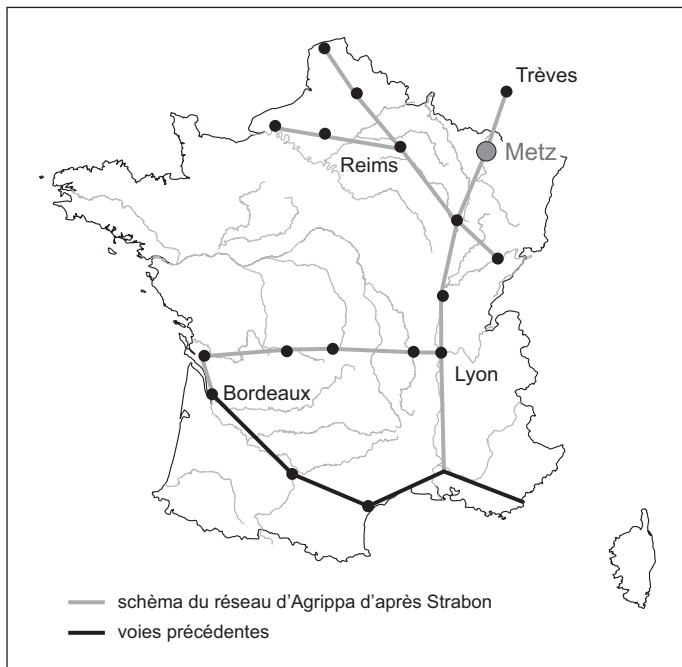 Trèves
Metz
Reims
Lyon
Bordeaux
schèma du réseau d'Agrippa d'après Strabon
voies précédentes